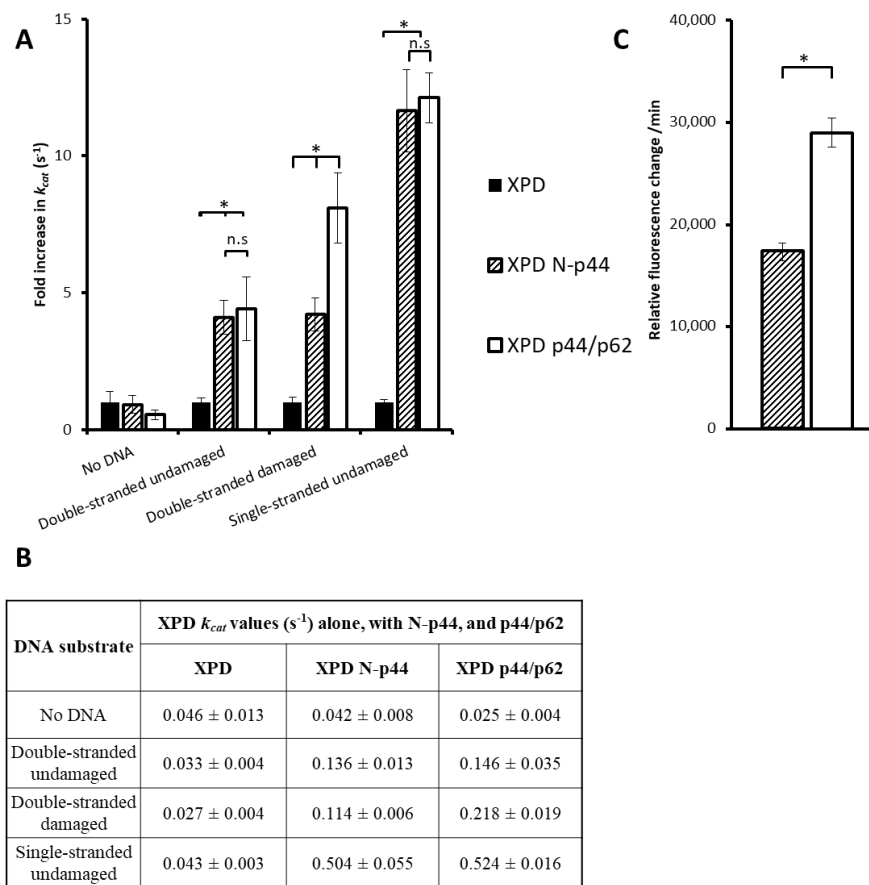 A
15
10
5
0
Fold increase in kcat (s-1)
*
n.s
*
*
n.s
No DNA
Double-stranded undamaged
Double-stranded damaged
Single-stranded undamaged
XPD
XPD N-p44
XPD p44/p62
C
40,000
30,000
20,000
10,000
0
Relative fluorescence change /min
*
B
DNA substrate
XPD kcat values (s-1) alone, with N-p44, and p44/p62
XPD XPD N-p44 XPD p44/p62
No DNA 0.046 ± 0.013 0.042 ± 0.008 0.025 ± 0.004
Double-stranded
undamaged
0.033 ± 0.004 0.136 ± 0.013 0.146 ± 0.035
Double-stranded
damaged
0.027 ± 0.004 0.114 ± 0.006 0.218 ± 0.019
Single-stranded
undamaged
0.043 ± 0.003 0.504 ± 0.055 0.524 ± 0.016